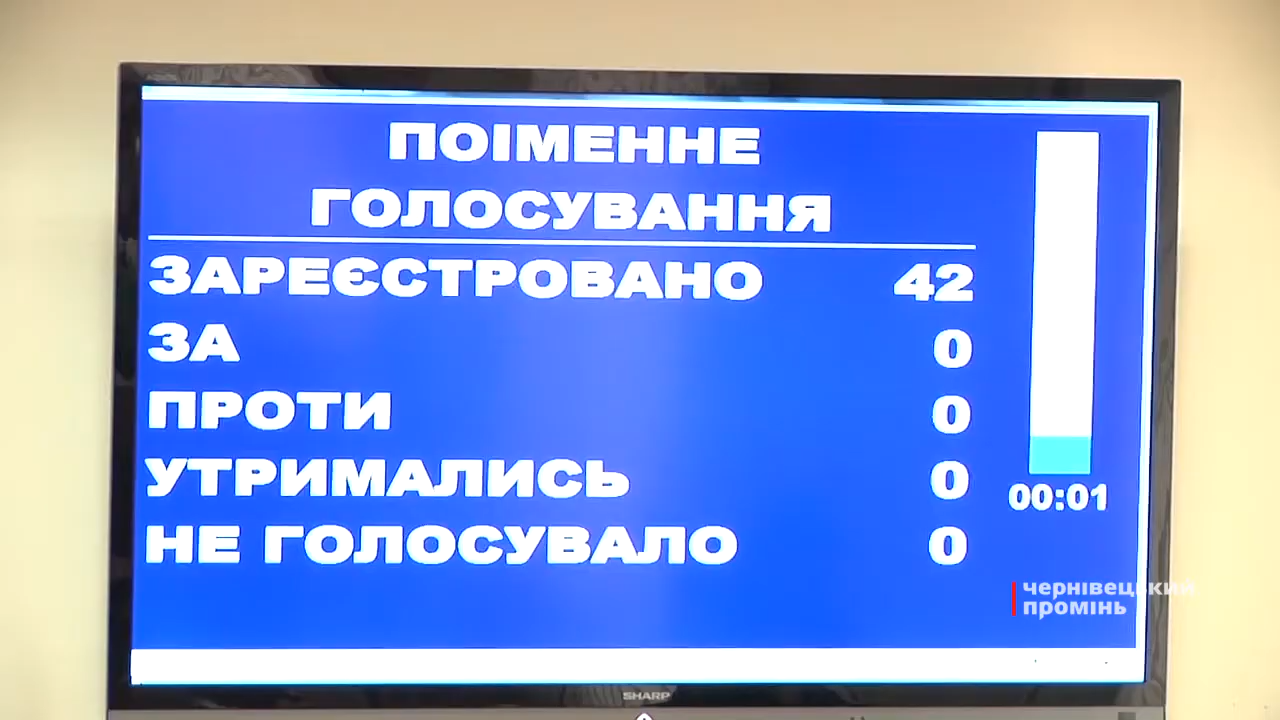 ПОІМЕННЕ
ГОЛОСУВАННЯ
ЗАРЕЄСТРОВАНО 42
ЗА 0
ПРОТИ 0
УТРИМАЛИСЬ 0
НЕ ГОЛОСУВАЛО 0
00:01
чернівецький
промінь
SHARP